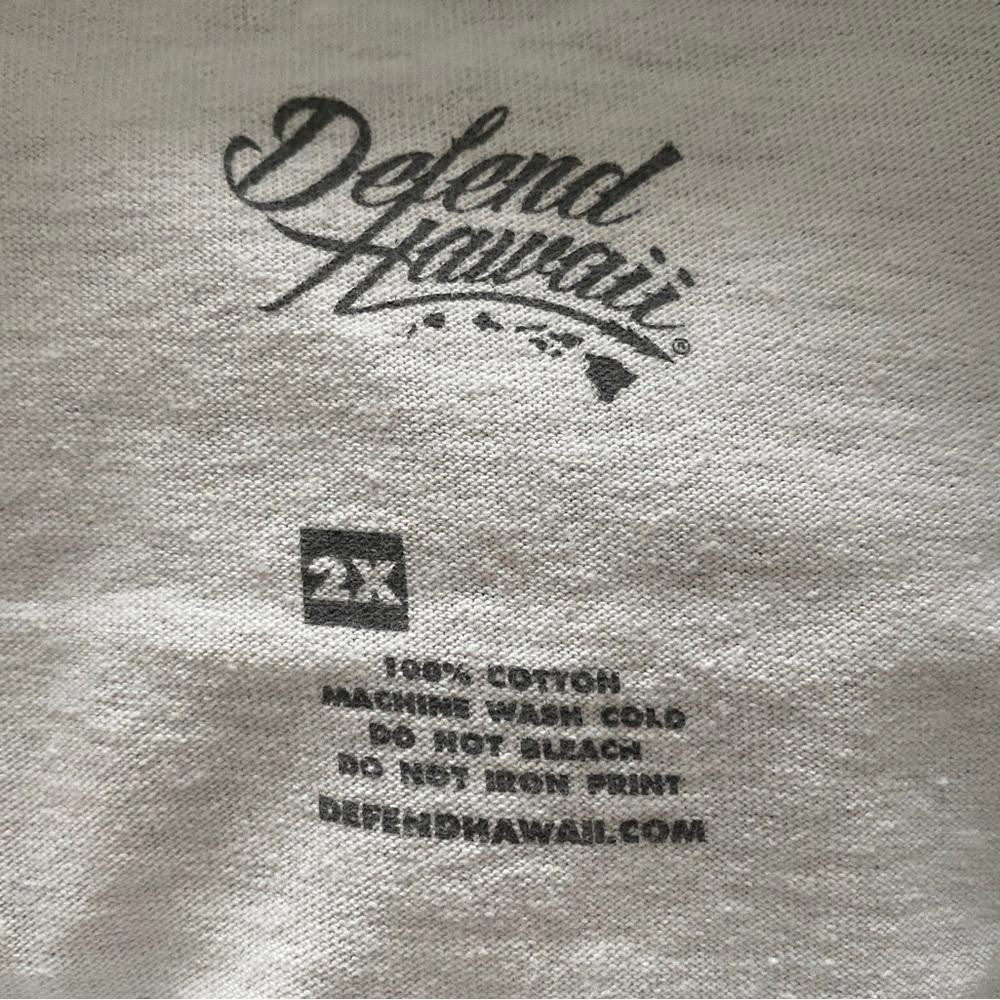 Defend
Hawaii®
2X
100% COTTON
MACHINE WASH COLD
DO NOT BLEACH
DO NOT IRON PRINT
DEFENDHAWAII.COM